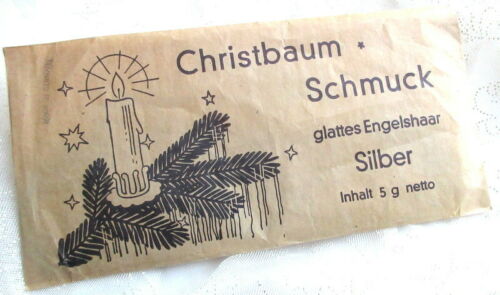 Christbaum
Schmuck
glattes Engelshaar
Silber
Inhalt 5 g netto